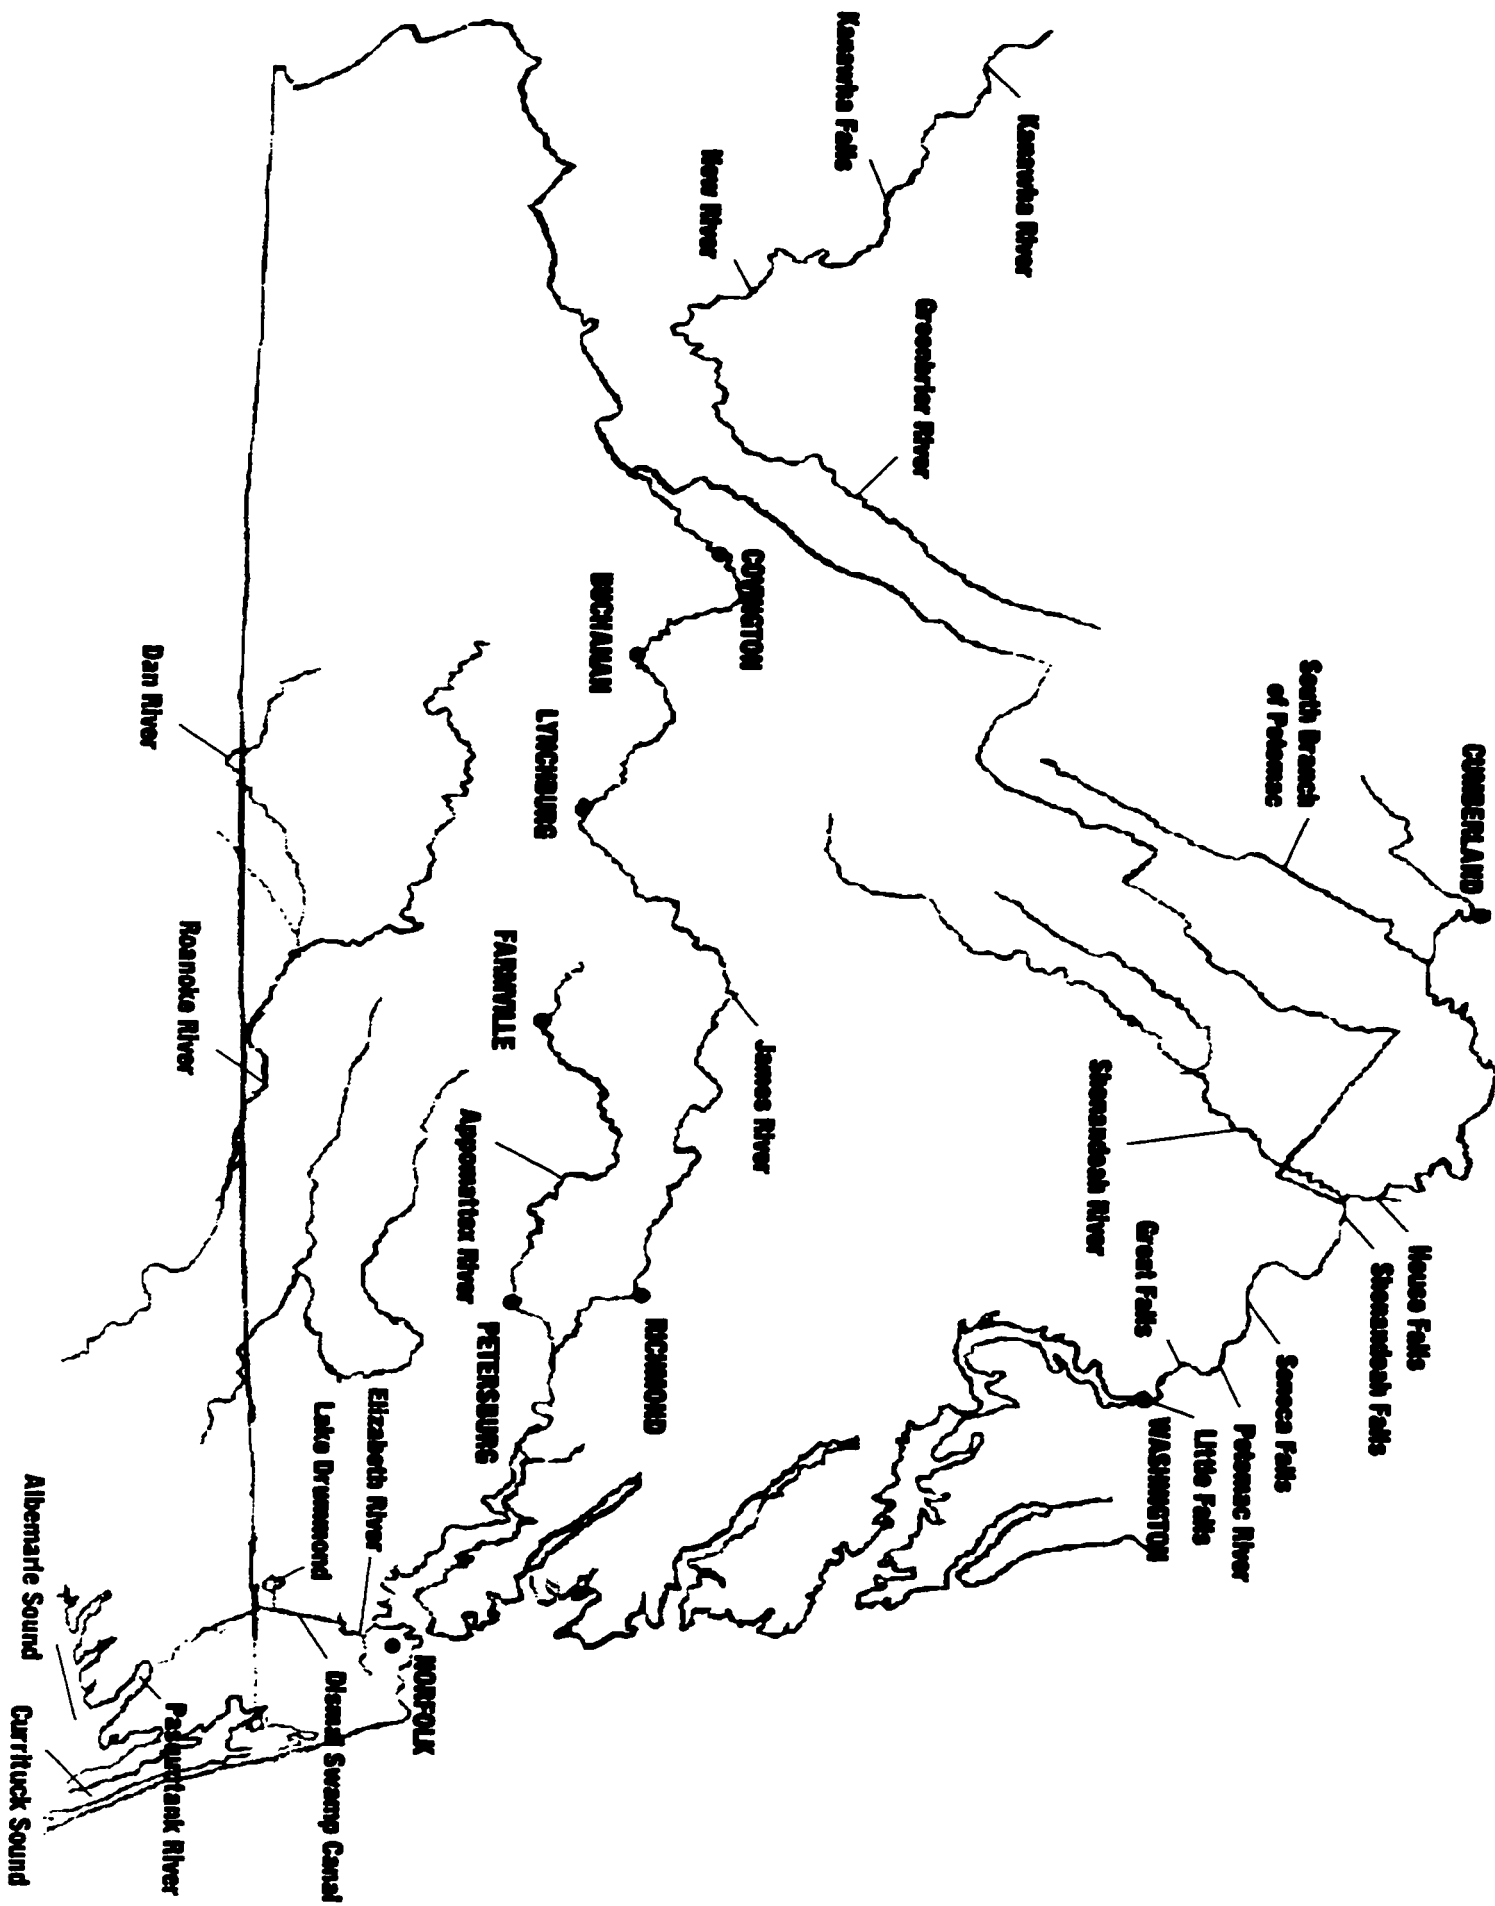 CUMBERLAND
South Branch
of Potomac
House Falls
Shenandoah Falls
Seneca Falls
Potomac River
Little Falls
WASHINGTON
Great Falls
Shenandoah River
Kanawha River
Kanawha Falls
Greenbrier River
New River
COVINGTON
BUCHANAN
LYNCHBURG
James River
RICHMOND
FARMVILLE
Appomattox River
PETERSBURG
NORFOLK
Elizabeth River
Lake Drummond
Dismal Swamp Canal
Dan River
Roanoke River
Pasquotank River
Albemarle Sound
Currituck Sound